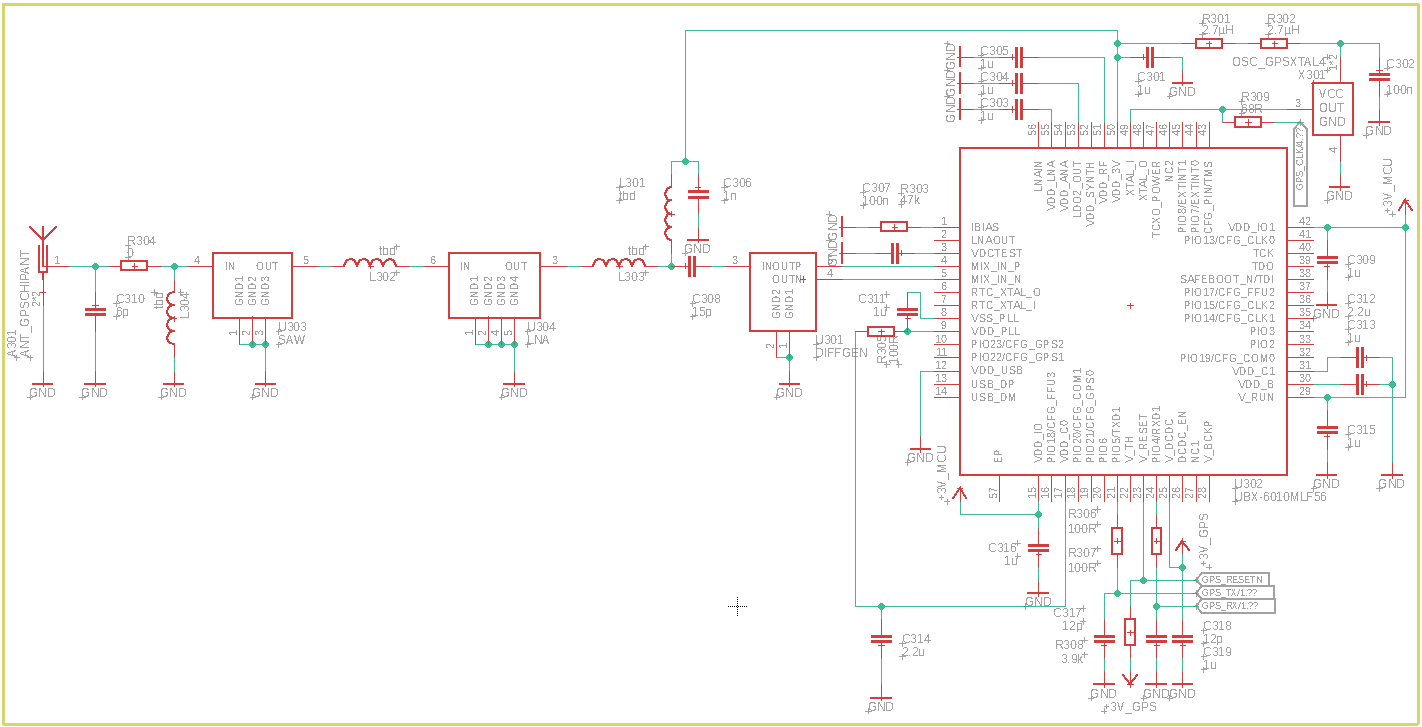 R301
2.7µH
R302
2.7µH
GND
C305
1u
GND
C304
1u
GND
C303
1u
C301
1u
GND
OSC_GPSXTAL4
X301
1*2
C302
100n
GND
VCC
OUT
GND
3
4
GND
R309
68R
GPS_CLK/4.??
+3V_MCU
L301
tbd
C306
1n
GND
C307
100n
R303
47k
GND
GND
56 55 54 53 52 51 50 49 48 47 46 45 44 43
LNAIN
VDD_LNA
VDD_ANA
LDO2_OUT
VDD_SYNTH
VDD_RF
VDD_3V
XTAL_I
XTAL_O
TCXO_POWER
NC2
PIO8/EXTINT1
PIO7/EXTINT0
CFG_PIN/TMS
1 IBIAS
2 LNAOUT
3 VDCTEST
4 MIX_IN_P
5 MIX_IN_N
6 RTC_XTAL_O
7 RTC_XTAL_I
8 VSS_PLL
9 VDD_PLL
10 PIO23/CFG_GPS2
11 PIO22/CFG_GPS1
12 VDD_USB
13 USB_DP
14 USB_DM
VDD_IO1 42
PIO13/CFG_CLK0 41
TCK 40
TDO 39
SAFEBOOT_N/TDI 38
PIO17/CFG_FFU2 37
PIO15/CFG_CLK2 36
PIO14/CFG_CLK1 35
PIO3 34
PIO2 33
PIO19/CFG_COM0 32
VDD_C1 31
VDD_B 30
V_RUN 29
EP
VDD_IO
PIO18/CFG_FFU3
VDD_C0
PIO20/CFG_COM1
PIO21/CFG_GPS0
PIO6
PIO5/TXD1
V_TH
V_RESET
PIO4/RXD1
V_DCDC
DCDC_EN
NC1
V_BCKP
57 15 16 17 18 19 20 21 22 23 24 25 26 27 28
U302
UBX-6010MLF56
A301
ANT_GPSCHIPANT
1
2*2
GND
C310
6p
GND
R304
0
tbd
L304
GND
4 IN OUT 5
GND1
GND2
GND3
1 2 3
U303
SAW
GND
tbd
L302
6 IN OUT 3
GND1
GND2
GND3
GND4
1 2 4 5
U304
LNA
GND
tbd
L303
C308
15p
3 INOUTP
OUTN 4
GND2
GND1
2 1
U301
DIFFGEN
GND
C311
1u
R305
100R
GND
+3V_MCU
C309
1u
GND
C312
2.2u
C313
1u
C315
1u
GND
GND
C316
1u
GND
R306
100R
R307
100R
+3V_GPS
GPS_RESETN
GPS_TX/1.??
GPS_RX/1.??
C314
2.2u
GND
C317
12p
R308
3.9k
C318
12p
C319
1u
GND
GND
GND
+3V_GPS